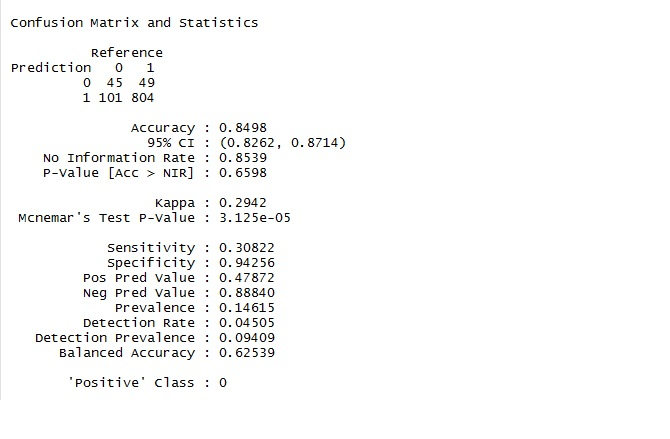 Confusion Matrix and Statistics
Reference
Prediction 0 1
0 45 49
1 101 804
Accuracy : 0.8498
95% CI : (0.8262, 0.8714)
No Information Rate : 0.8539
P-Value [Acc > NIR] : 0.6598
Kappa : 0.2942
Mcnemar's Test P-Value : 3.125e-05
Sensitivity : 0.30822
Specificity : 0.94256
Pos Pred Value : 0.47872
Neg Pred Value : 0.88840
Prevalence : 0.14615
Detection Rate : 0.04505
Detection Prevalence : 0.09409
Balanced Accuracy : 0.62539
'Positive' Class : 0